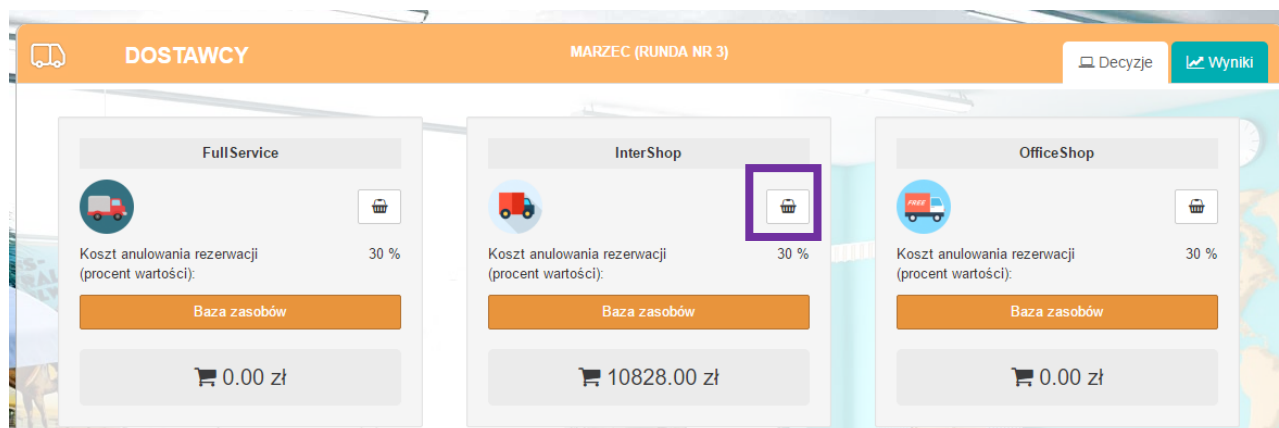 DOSTAWCY
MARZEC (RUNDA NR 3)
Decyzje
Wyniki
FullService
Koszt anulowania rezerwacji 30 %
(procent wartości):
Baza zasobów
0.00 zł
InterShop
Koszt anulowania rezerwacji 30 %
(procent wartości):
Baza zasobów
10828.00 zł
OfficeShop
FREE
Koszt anulowania rezerwacji 30 %
(procent wartości):
Baza zasobów
0.00 zł